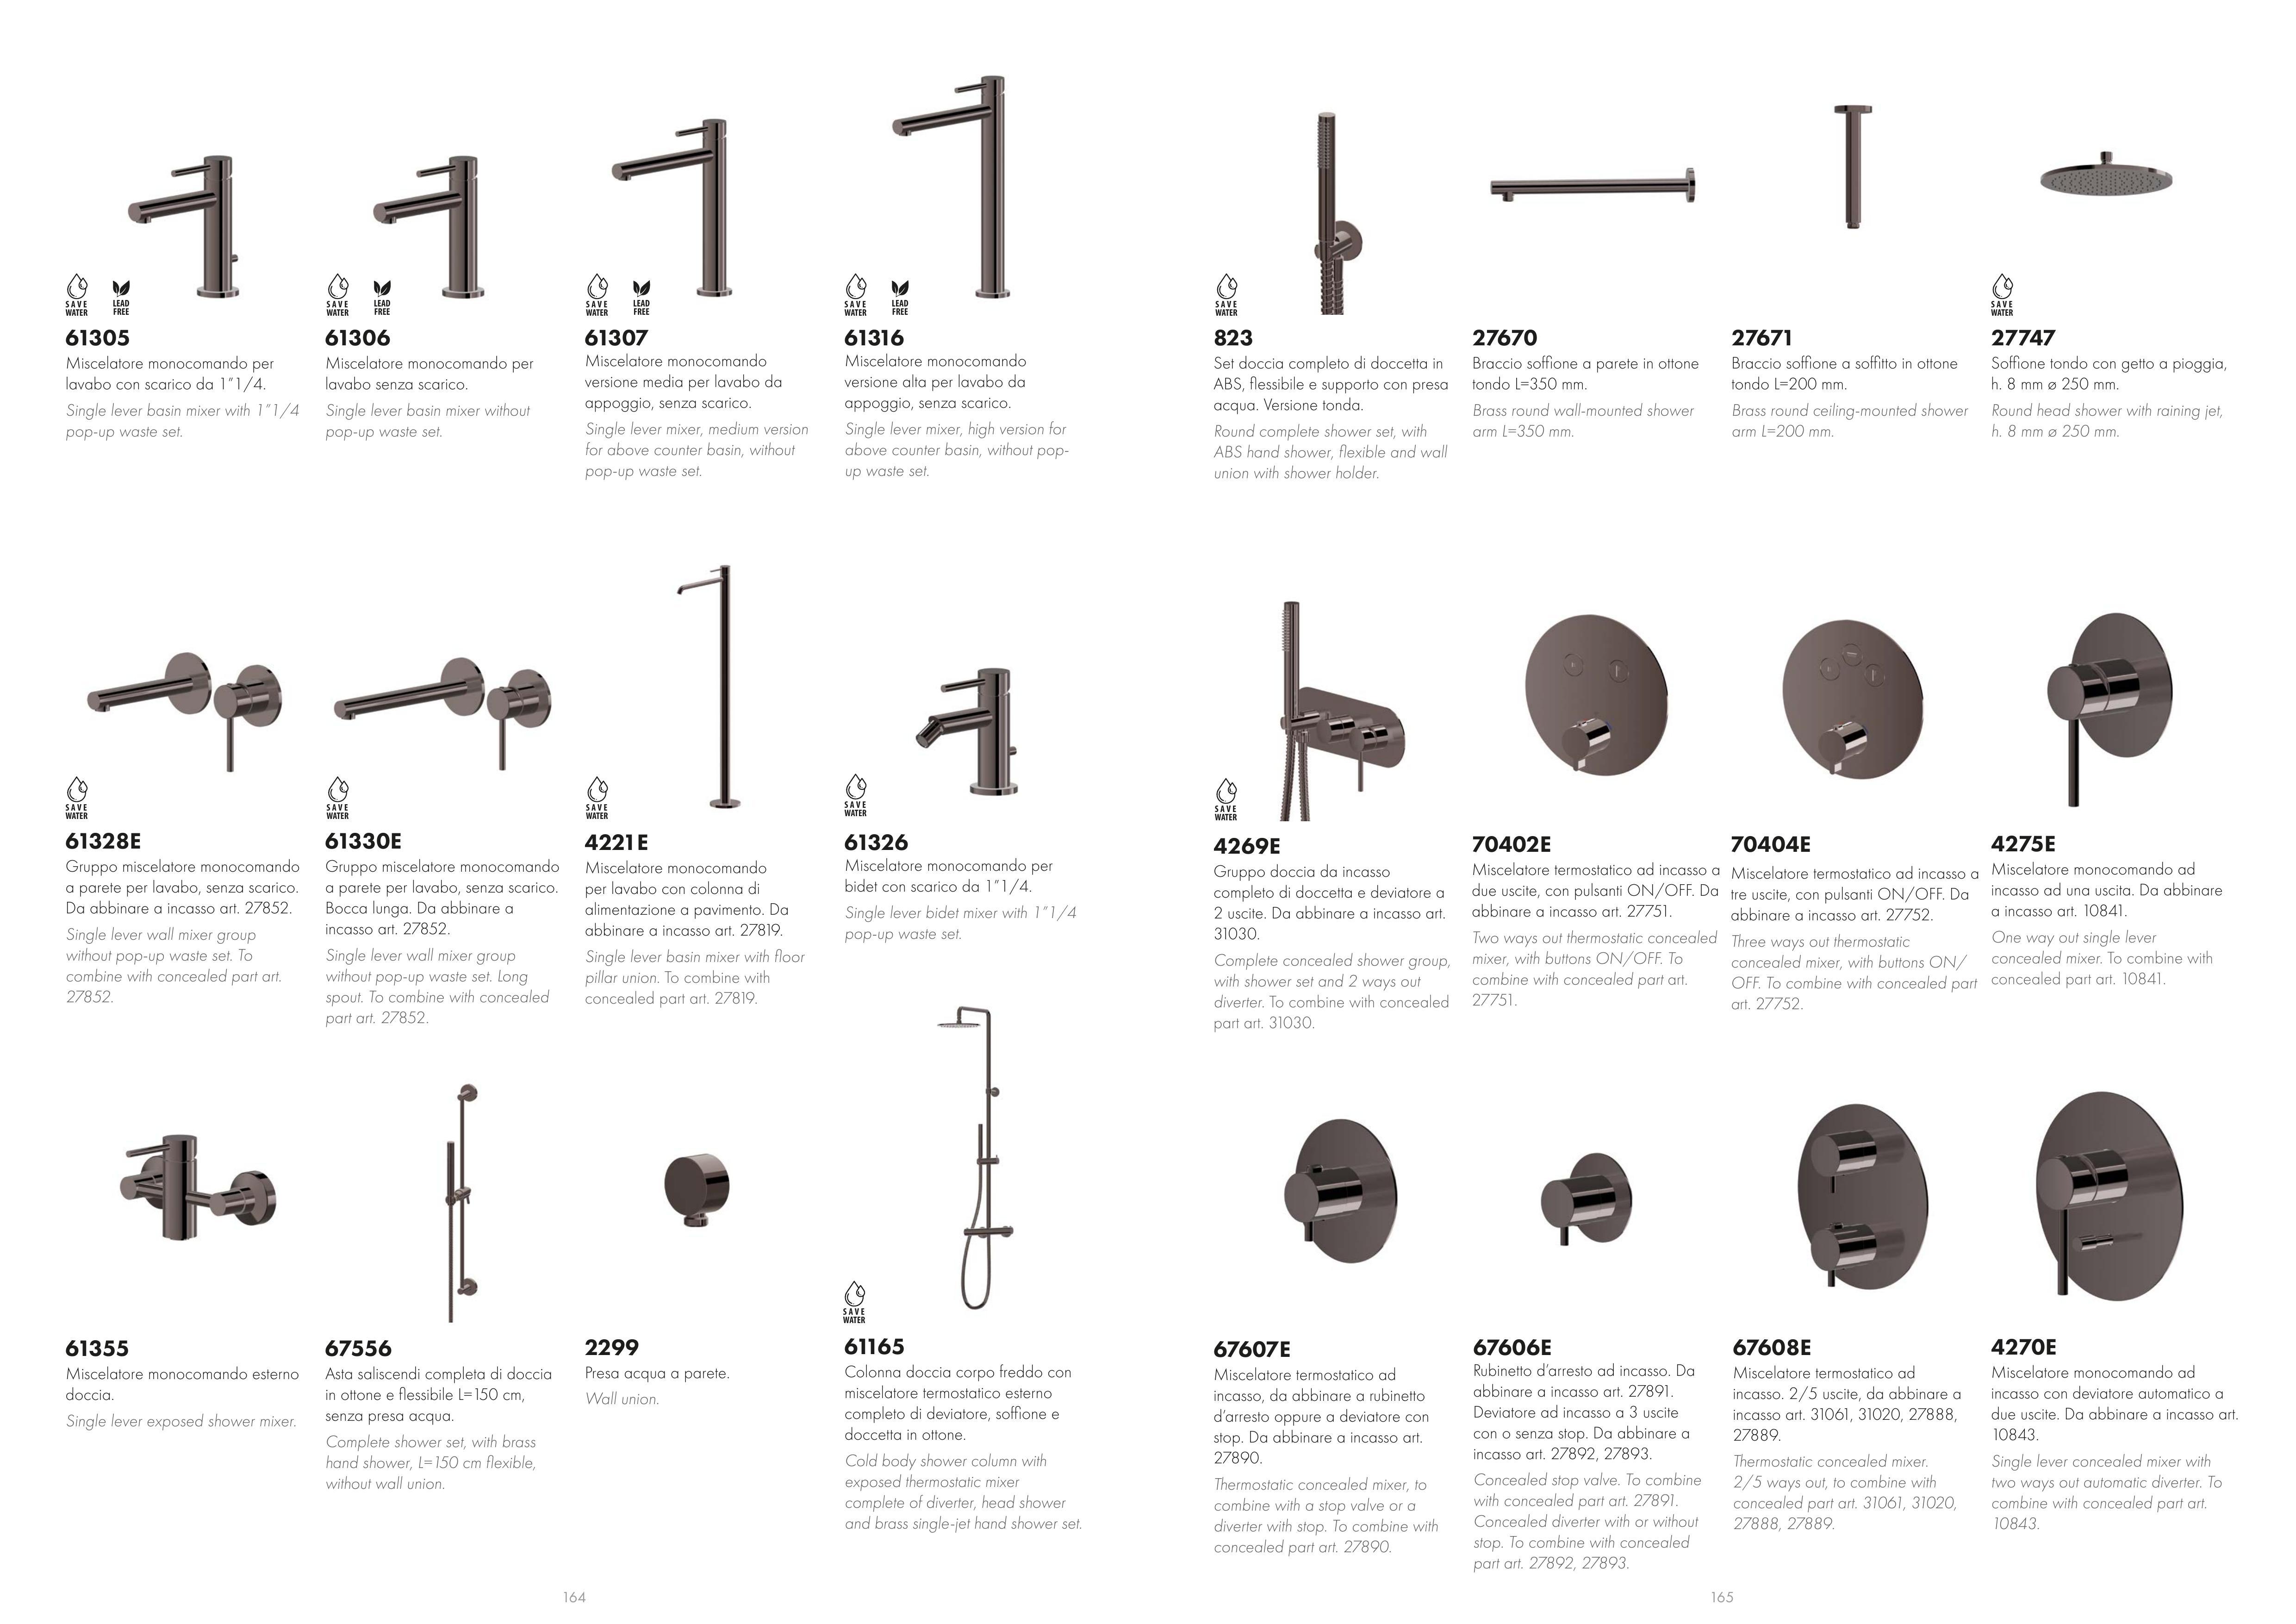 SAVE
WATER
LEAD
FREE
61305
Miscelatore monocomando per
lavabo con scarico da 1"1/4.
Single lever basin mixer with 1"1/4
pop-up waste set.
SAVE
WATER
LEAD
FREE
61306
Miscelatore monocomando per
lavabo senza scarico.
Single lever basin mixer without
pop-up waste set.
SAVE
WATER
LEAD
FREE
61307
Miscelatore monocomando
versione media per lavabo da
appoggio, senza scarico.
Single lever mixer, medium version
for above counter basin, without
pop-up waste set.
SAVE
WATER
LEAD
FREE
61316
Miscelatore monocomando
versione alta per lavabo da
appoggio, senza scarico.
Single lever mixer, high version for
above counter basin, without pop-
up waste set.
SAVE
WATER
61328E
Gruppo miscelatore monocomando
a parete per lavabo, senza scarico.
Da abbinare a incasso art. 27852.
Single lever wall mixer group
without pop-up waste set. To
combine with concealed part art.
27852.
SAVE
WATER
61330E
Gruppo miscelatore monocomando
a parete per lavabo, senza scarico.
Bocca lunga. Da abbinare a
incasso art. 27852.
Single lever wall mixer group
without pop-up waste set. Long
spout. To combine with concealed
part art. 27852.
SAVE
WATER
4221E
Miscelatore monocomando
per lavabo con colonna di
alimentazione a pavimento. Da
abbinare a incasso art. 27819.
Single lever basin mixer with floor
pillar union. To combine with
concealed part art. 27819.
SAVE
WATER
61326
Miscelatore monocomando per
bidet con scarico da 1"1/4.
Single lever bidet mixer with 1"1/4
pop-up waste set.
61355
Miscelatore monocomando esterno
doccia.
Single lever exposed shower mixer.
67556
Asta saliscendi completa di doccia
in ottone e flessibile L=150 cm,
senza presa acqua.
Complete shower set, with brass
hand shower, L=150 cm flexible,
without wall union.
2299
Presa acqua a parete.
Wall union.
SAVE
WATER
61165
Colonna doccia corpo freddo con
miscelatore termostatico esterno
completo di deviatore, soffione e
doccetta in ottone.
Cold body shower column with
exposed thermostatic mixer
complete of diverter, head shower
and brass single-jet hand shower set.
164
SAVE
WATER
823
Set doccia completo di doccetta in
ABS, flessibile e supporto con presa
acqua. Versione tonda.
Round complete shower set, with
ABS hand shower, flexible and wall
union with shower holder.
27670
Braccio soffione a parete in ottone
tondo L=350 mm.
Brass round wall-mounted shower
arm L=350 mm.
27671
Braccio soffione a soffitto in ottone
tondo L=200 mm.
Brass round ceiling-mounted shower
arm L=200 mm.
SAVE
WATER
27747
Soffione tondo con getto a pioggia,
h. 8 mm ø 250 mm.
Round head shower with raining jet,
h. 8 mm ø 250 mm.
SAVE
WATER
4269E
Gruppo doccia da incasso
completo di doccetta e deviatore a
2 uscite. Da abbinare a incasso art.
31030.
Complete concealed shower group,
with shower set and 2 ways out
diverter. To combine with concealed
part art. 31030.
70402E
Miscelatore termostatico ad incasso a
due uscite, con pulsanti ON/OFF. Da
abbinare a incasso art. 27751.
Two ways out thermostatic concealed
mixer, with buttons ON/OFF. To
combine with concealed part art.
27751.
70404E
Miscelatore termostatico ad incasso a
tre uscite, con pulsanti ON/OFF. Da
abbinare a incasso art. 27752.
Three ways out thermostatic
concealed mixer, with buttons ON/
OFF. To combine with concealed part
art. 27752.
4275E
Miscelatore monocomando ad
incasso ad una uscita. Da abbinare
a incasso art. 10841.
One way out single lever
concealed mixer. To combine with
concealed part art. 10841.
67607E
Miscelatore termostatico ad
incasso, da abbinare a rubinetto
d'arresto oppure a deviatore con
stop. Da abbinare a incasso art.
27890.
Thermostatic concealed mixer, to
combine with a stop valve or a
diverter with stop. To combine with
concealed part art. 27890.
67606E
Rubinetto d'arresto ad incasso. Da
abbinare a incasso art. 27891.
Deviatore ad incasso a 3 uscite
con o senza stop. Da abbinare a
incasso art. 27892, 27893.
Concealed stop valve. To combine
with concealed part art. 27891.
Concealed diverter with or without
stop. To combine with concealed
part art. 27892, 27893.
67608E
Miscelatore termostatico ad
incasso. 2/5 uscite, da abbinare a
incasso art. 31061, 31020, 27888,
27889.
Thermostatic concealed mixer.
2/5 ways out, to combine with
concealed part art. 31061, 31020,
27888, 27889.
4270E
Miscelatore monocomando ad
incasso con deviatore automatico a
due uscite. Da abbinare a incasso art.
10843.
Single lever concealed mixer with
two ways out automatic diverter. To
combine with concealed part art.
10843.
165